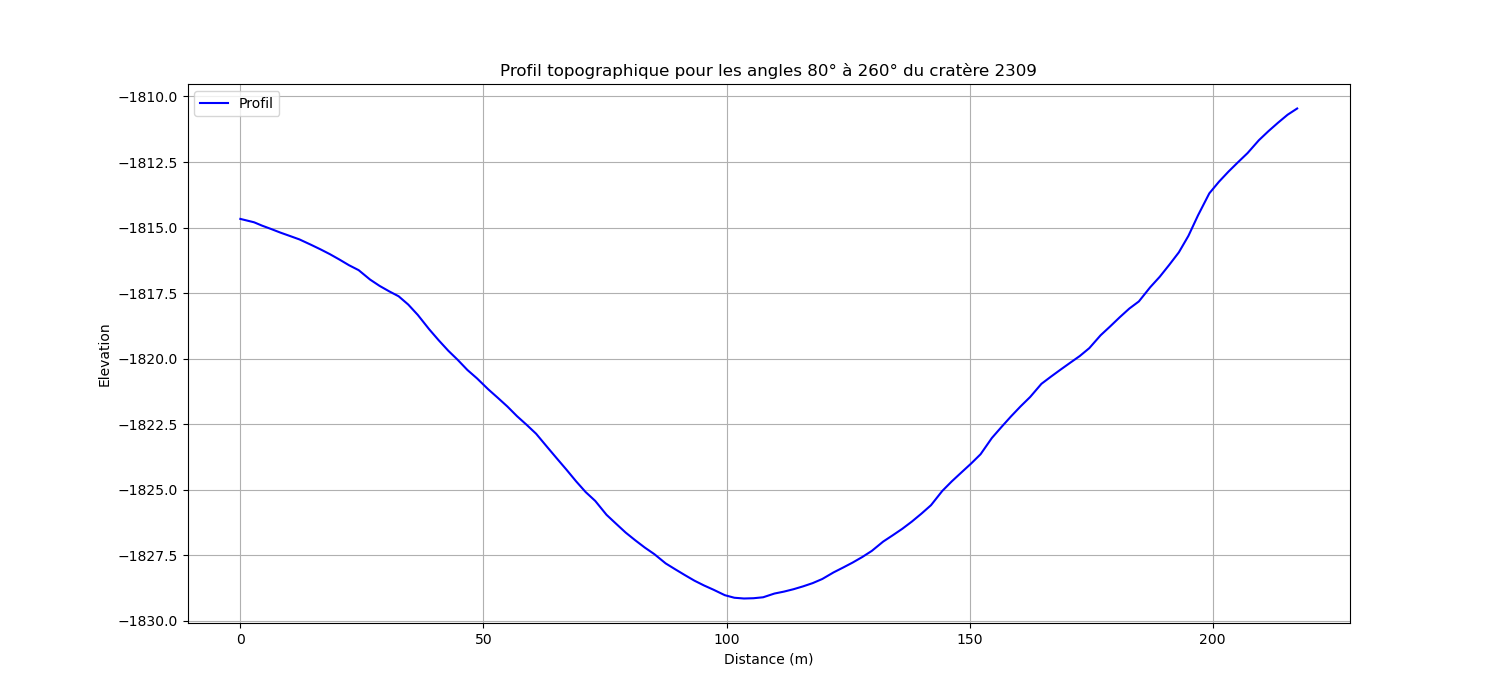 Profil topographique pour les angles 80° à 260° du cratère 2309
Profil
Elevation
−1810.0
−1812.5
−1815.0
−1817.5
−1820.0
−1822.5
−1825.0
−1827.5
−1830.0
0 50 100 150 200
Distance (m)